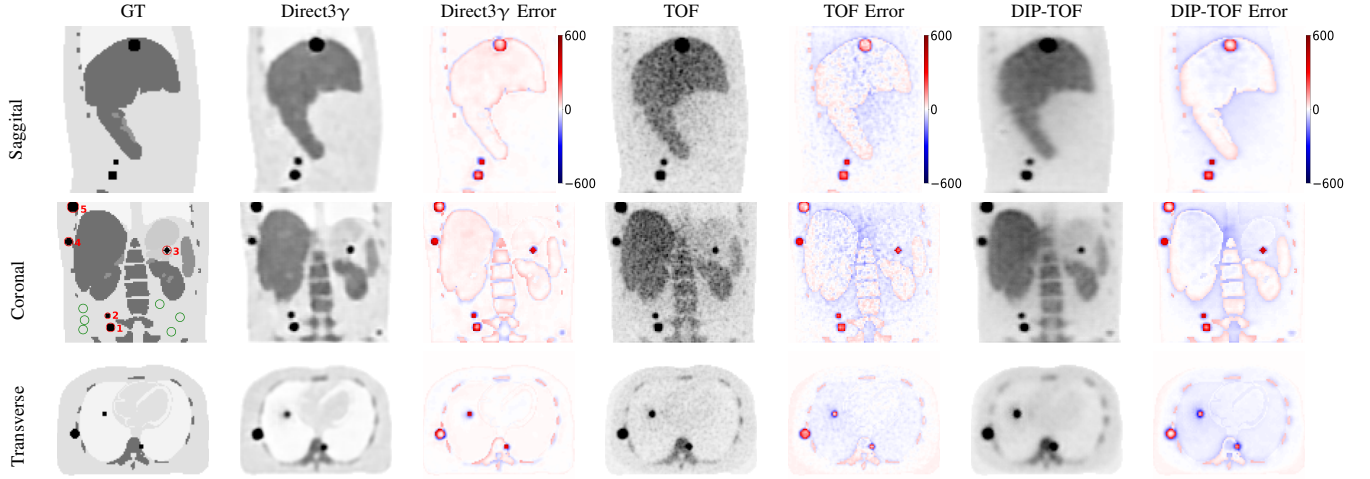 GT Direct3γ Direct3γ Error TOF TOF Error DIP-TOF DIP-TOF Error
Saggital
600 600 600
0 0 0
−600 −600 −600
Coronal
5
4
3
2
1
Transverse